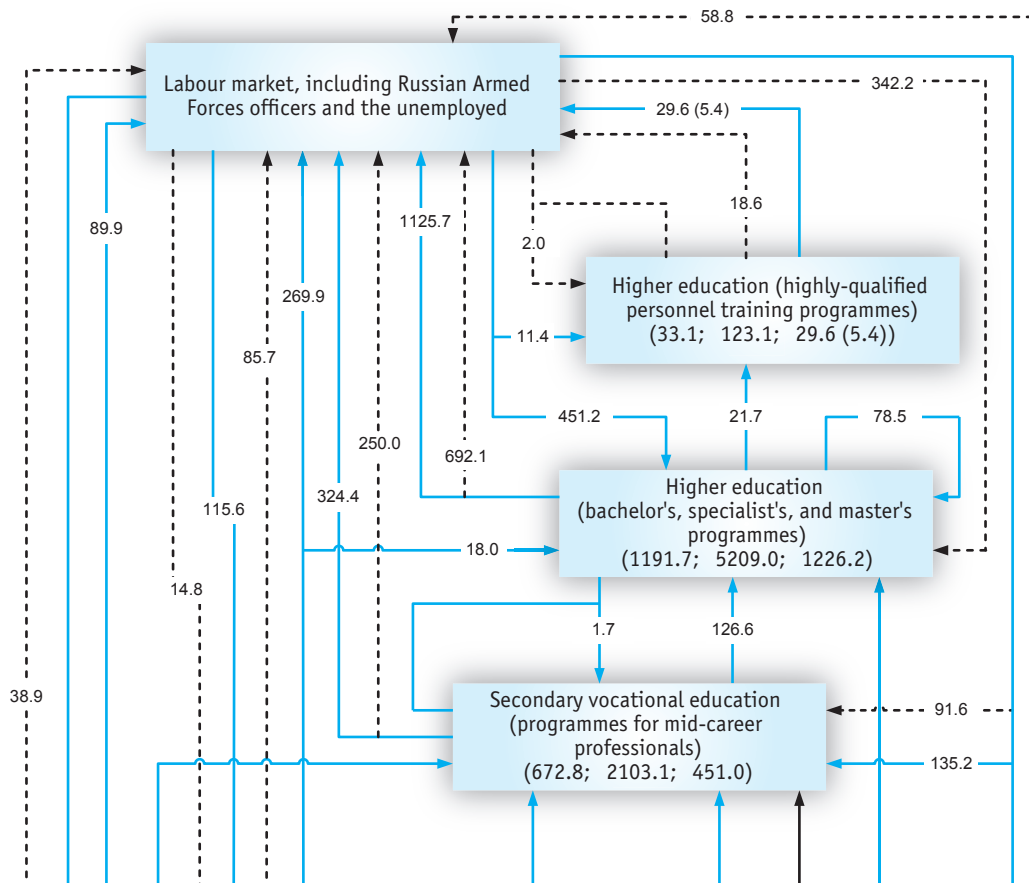 58.8
Labour market, including Russian Armed
Forces officers and the unemployed
342.2
29.6 (5.4)
89.9
1125.7
18.6
2.0
269.9
Higher education (highly-qualified
personnel training programmes)
(33.1; 123.1; 29.6 (5.4))
11.4
85.7
451.2
21.7
78.5
250.0
692.1
324.4
115.6
Higher education
(bachelor's, specialist's, and master's
programmes)
(1191.7; 5209.0; 1226.2)
18.0
14.8
1.7
126.6
38.9
Secondary vocational education
(programmes for mid-career
professionals)
(672.8; 2103.1; 451.0)
91.6
135.2